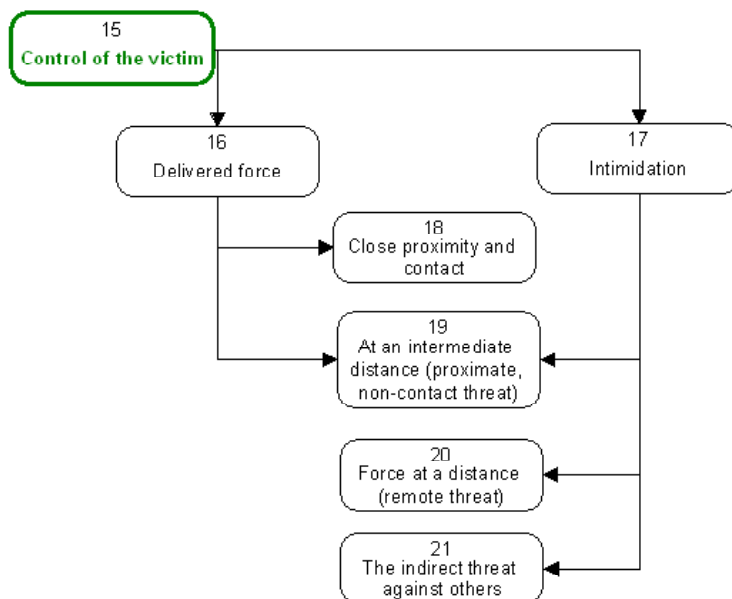 15
Control of the victim
16
Delivered force
17
Intimidation
18
Close proximity and
contact
19
At an intermediate
distance (proximate,
non-contact threat)
20
Force at a distance
(remote threat)
21
The indirect threat
against others